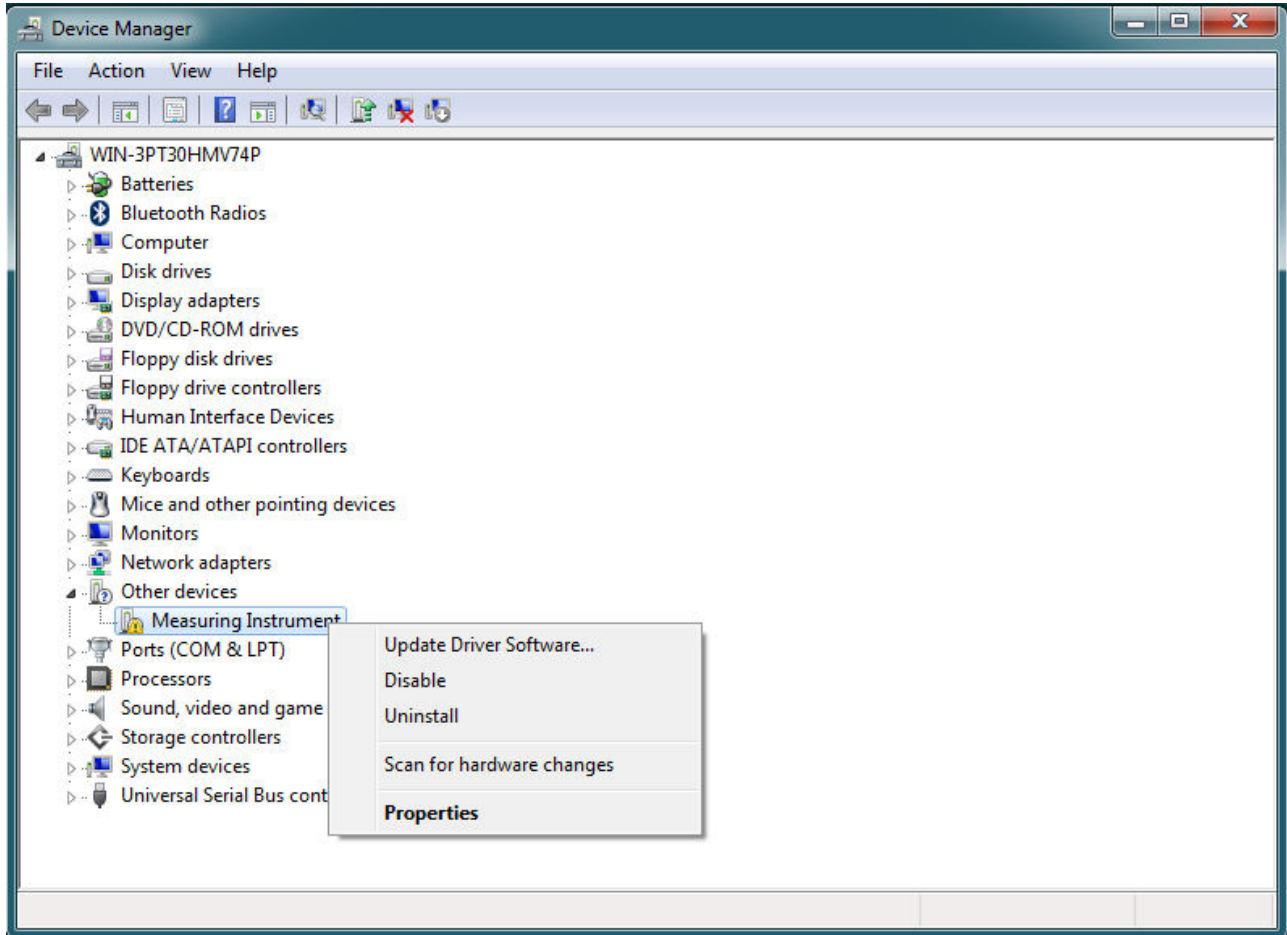 Device Manager
File Action View Help
WIN-3PT30HMV74P
Batteries
Bluetooth Radios
Computer
Disk drives
Display adapters
DVD/CD-ROM drives
Floppy disk drives
Floppy drive controllers
Human Interface Devices
IDE ATA/ATAPI controllers
Keyboards
Mice and other pointing devices
Monitors
Network adapters
Other devices
Measuring Instrument
Ports (COM & LPT)
Processors
Sound, video and game
Storage controllers
System devices
Universal Serial Bus cont
Update Driver Software...
Disable
Uninstall
Scan for hardware changes
Properties